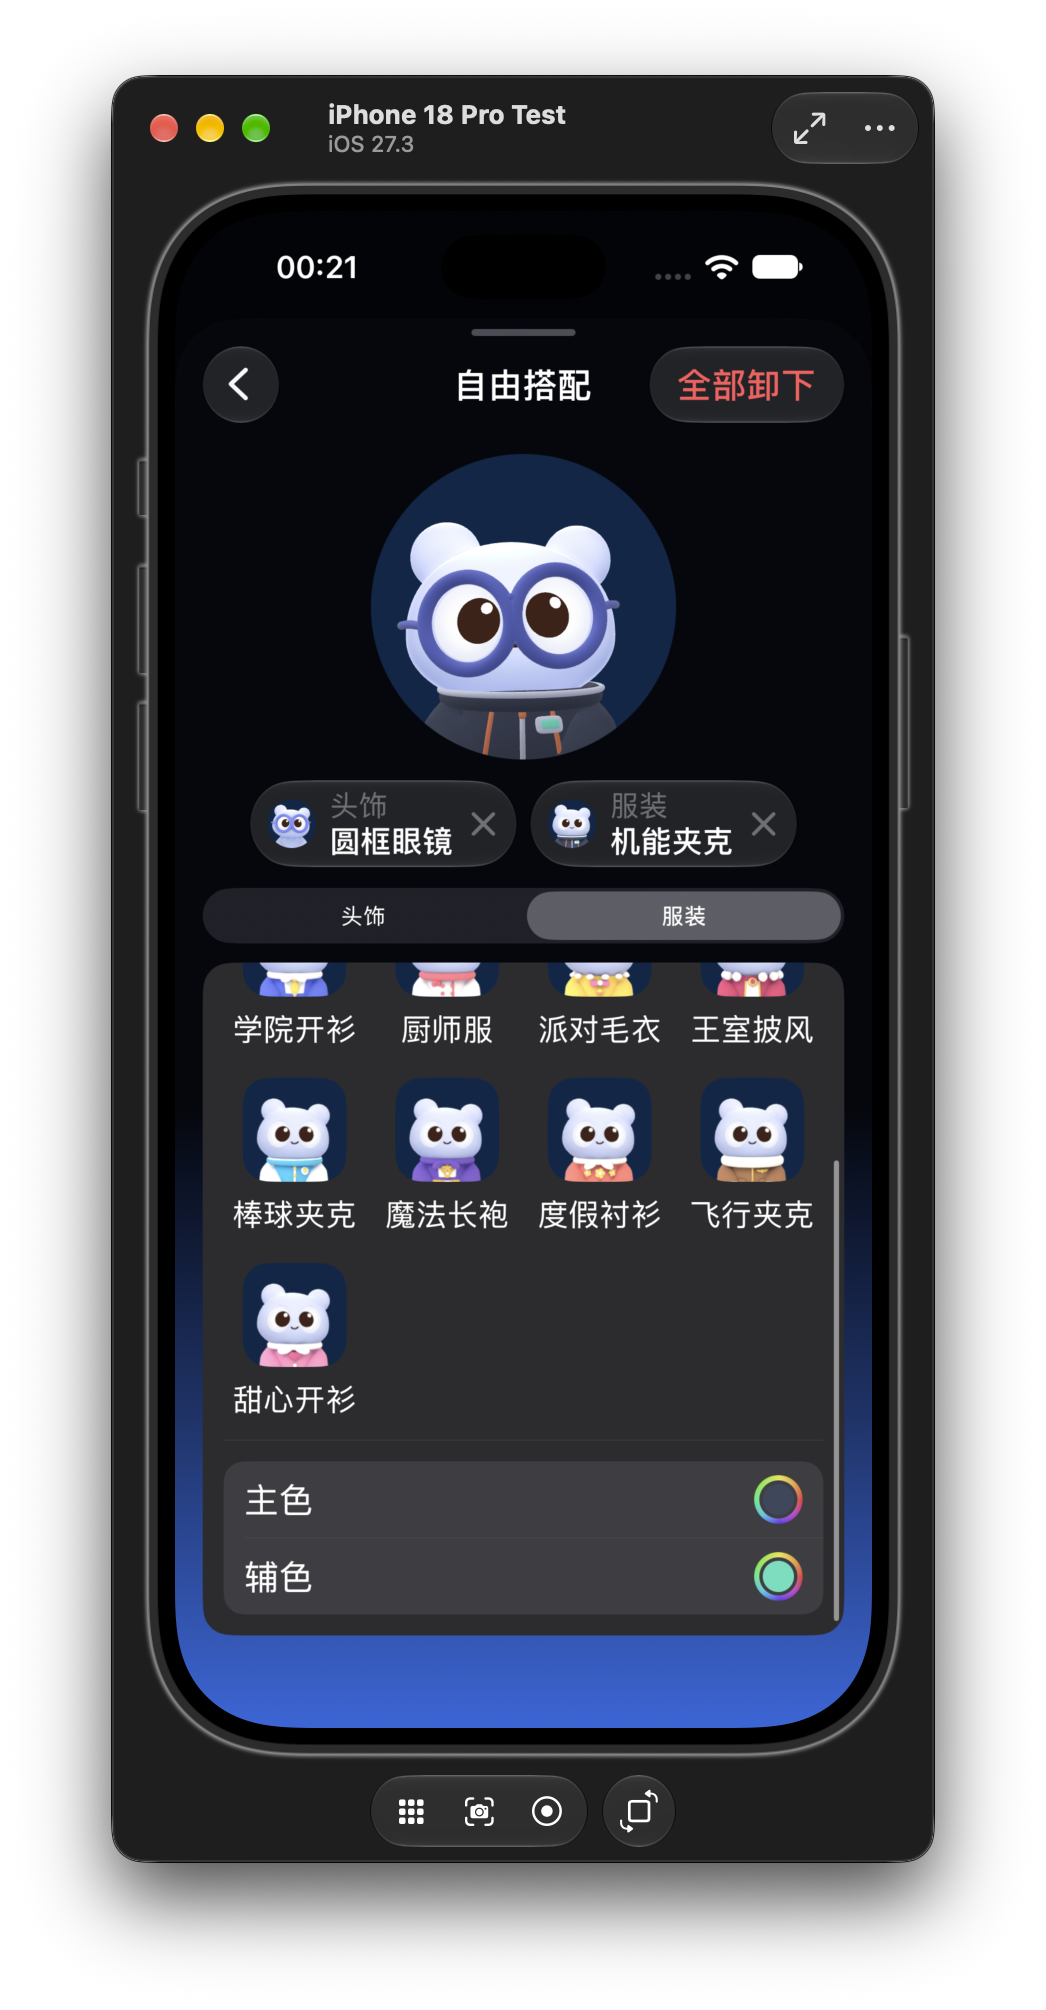 iPhone 18 Pro Test
iOS 27.3
00:21
自由搭配
全部卸下
头饰
圆框眼镜
服装
机能夹克
头饰
服装
学院开衫
厨师服
派对毛衣
王室披风
棒球夹克
魔法长袍
度假衬衫
飞行夹克
甜心开衫
主色
辅色